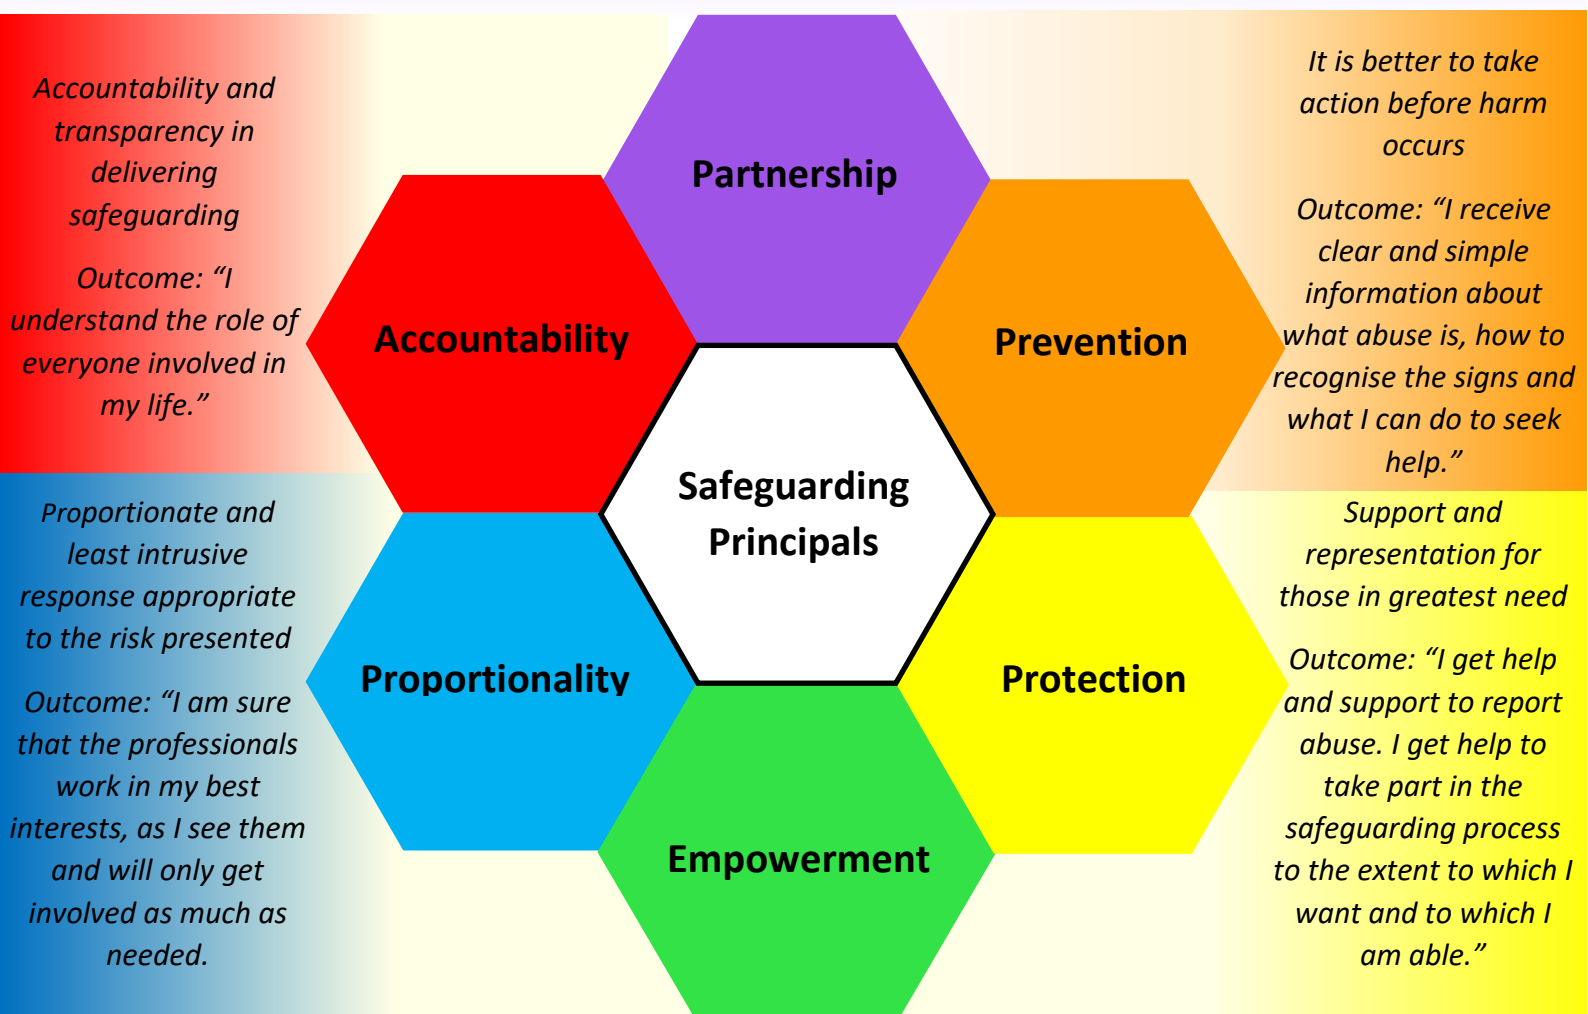 Accountability and
transparency in
delivering
safeguarding
Outcome: “I
understand the role of
everyone involved in
my life.”
Partnership
It is better to take
action before harm
occurs
Outcome: “I receive
clear and simple
information about
what abuse is, how to
recognise the signs and
what I can do to seek
help.”
Accountability
Prevention
Safeguarding
Principals
Proportionate and
least intrusive
response appropriate
to the risk presented
Outcome: “I am sure
that the professionals
work in my best
interests, as I see them
and will only get
involved as much as
needed.
Proportionality
Protection
Support and
representation for
those in greatest need
Outcome: “I get help
and support to report
abuse. I get help to
take part in the
safeguarding process
to the extent to which I
want and to which I
am able.”
Empowerment